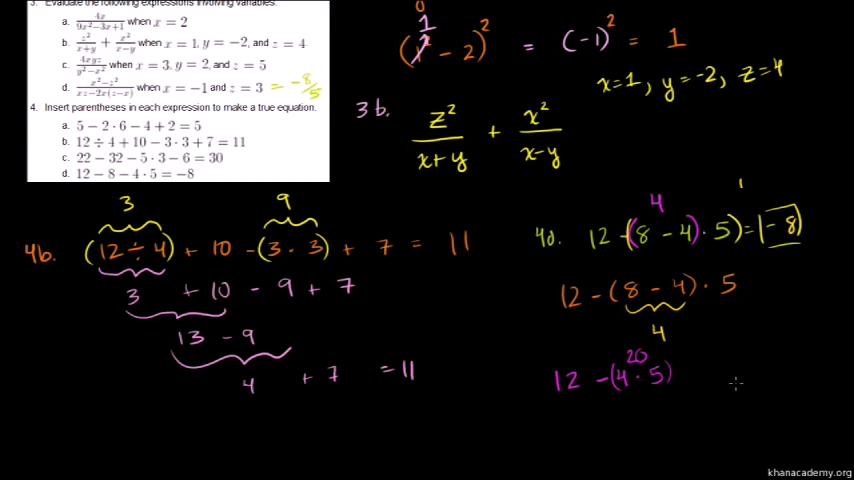 3. Evaluate the following expressions involving variables.
a. 4x/(9x²−3x+1) when x = 2
b. z²/(x+y) + x²/(x−y) when x = 1, y = −2, and z = 4
c. 4xyz/(y²−x²) when x = 3, y = 2, and z = 5
d. (x²−z²)/(xz−2x(z−x)) when x = −1 and z = 3 = −8/5
4. Insert parentheses in each expression to make a true equation.
a. 5 − 2 · 6 − 4 + 2 = 5
b. 12 ÷ 4 + 10 − 3 · 3 + 7 = 11
c. 22 − 32 − 5 · 3 − 6 = 30
d. 12 − 8 − 4 · 5 = −8
0
1
(1² − 2)² = (−1)² = 1
x=1, y=−2, z=4
3b. z²/(x+y) + x²/(x−y)
3 9
4b. (12 ÷ 4) + 10 − (3 · 3) + 7 = 11
3 + 10 − 9 + 7
13 − 9
4 + 7 = 11
4
4d. 12 − ((8 − 4) · 5) = −8
12 − (8 − 4) · 5
4
20
12 − (4 · 5)
khanacademy.org